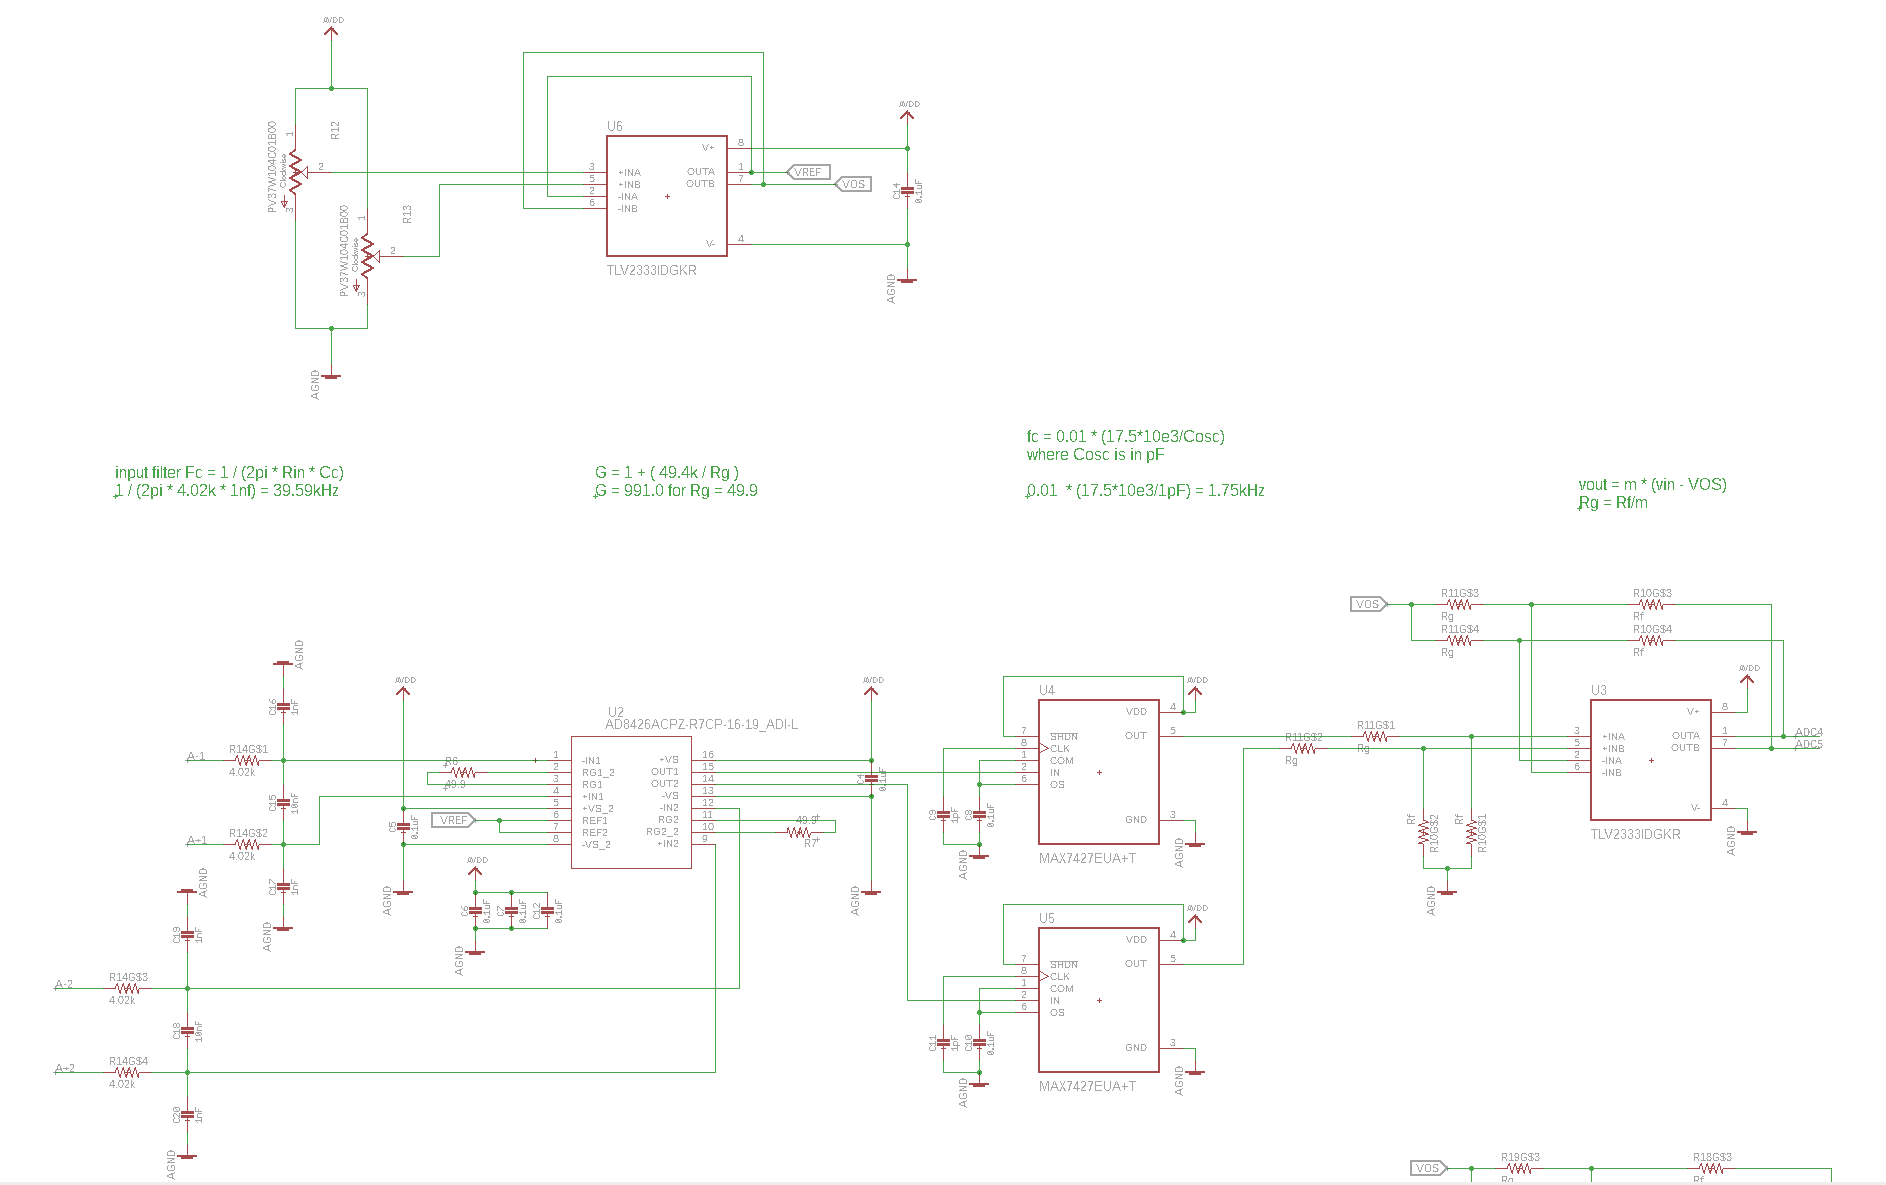 AVDD
PV37W104C01B00
Clockwise
R12
1
2
3
PV37W104C01B00
Clockwise
R13
1
2
3
AGND
U6
3 +INA
5 +INB
2 -INA
6 -INB
V+ 8
OUTA 1
OUTB 7
V- 4
TLV2333IDGKR
VREF
VOS
AVDD
C14
0.1uF
AGND
input filter Fc = 1 / (2pi * Rin * Cc)
1 / (2pi * 4.02k * 1nf) = 39.59kHz
G = 1 + ( 49.4k / Rg )
G = 991.0 for Rg = 49.9
fc = 0.01 * (17.5*10e3/Cosc)
where Cosc is in pF
0.01 * (17.5*10e3/1pF) = 1.75kHz
vout = m * (vin - VOS)
Rg = Rf/m
AGND
C16
1nF
A-1
R14G$1
4.02k
C15
10nF
A+1
R14G$2
4.02k
C17
1nF
AGND
AGND
C19
1nF
A-2
R14G$3
4.02k
C18
10nF
A+2
R14G$4
4.02k
C20
1nF
AGND
AVDD
R6
49.9
VREF
C5
0.1uF
AGND
AVDD
C6
0.1uF
C7
0.1uF
C12
0.1uF
AGND
U2
AD8426ACPZ-R7CP-16-19_ADI-L
1 -IN1
2 RG1_2
3 RG1
4 +IN1
5 +VS_2
6 REF1
7 REF2
8 -VS_2
+VS 16
OUT1 15
OUT2 14
-VS 13
-IN2 12
RG2 11
RG2_2 10
+IN2 9
49.9
R7
AVDD
C4
0.1uF
AGND
U4
7 SHDN
8 CLK
1 COM
2 IN
6 OS
VDD 4
OUT 5
GND 3
MAX7427EUA+T
AVDD
C9
1pF
C8
0.1uF
AGND
AGND
U5
7 SHDN
8 CLK
1 COM
2 IN
6 OS
VDD 4
OUT 5
GND 3
MAX7427EUA+T
AVDD
C11
1pF
C10
0.1uF
AGND
AGND
VOS
R11G$3
Rg
R10G$3
Rf
R11G$4
Rg
R10G$4
Rf
R11G$1
Rg
R11G$2
Rg
Rf
R10G$2
Rf
R10G$1
AGND
U3
3 +INA
5 +INB
2 -INA
6 -INB
V+ 8
OUTA 1
OUTB 7
V- 4
TLV2333IDGKR
AVDD
ADC4
ADC5
AGND
VOS
R19G$3
Rg
R18G$3
Rf